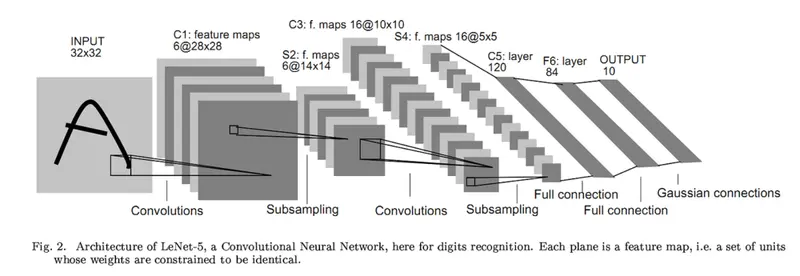 INPUT
32x32
C1: feature maps
6@28x28
S2: f. maps
6@14x14
C3: f. maps 16@10x10
S4: f. maps 16@5x5
C5: layer
120
F6: layer
84
OUTPUT
10
A
Convolutions
Subsampling
Convolutions
Subsampling
Full connection
Full connection
Gaussian connections
Fig. 2. Architecture of LeNet-5, a Convolutional Neural Network, here for digits recognition. Each plane is a feature map, i.e. a set of units
whose weights are constrained to be identical.